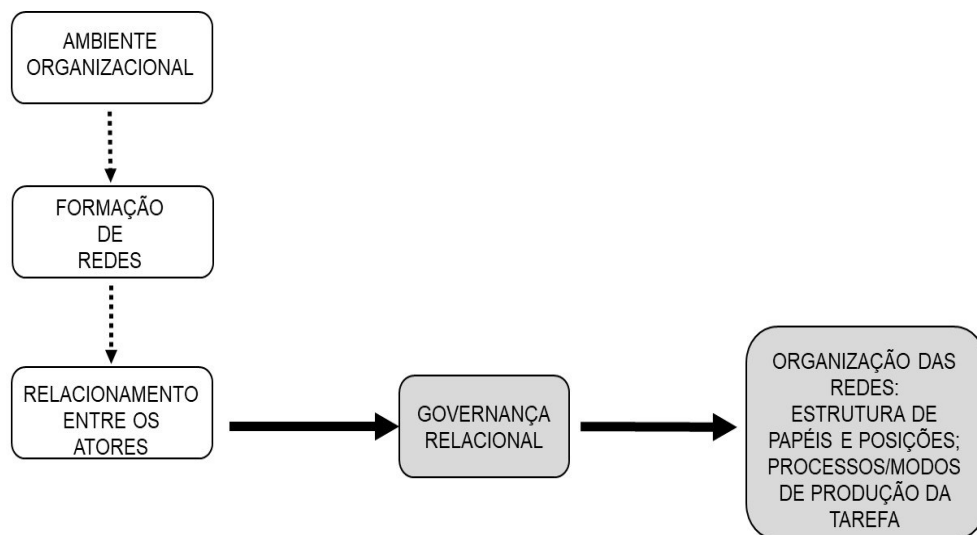 AMBIENTE
ORGANIZACIONAL
FORMAÇÃO
DE
REDES
RELACIONAMENTO
ENTRE OS
ATORES
GOVERNANÇA
RELACIONAL
ORGANIZAÇÃO DAS
REDES:
ESTRUTURA DE
PAPÉIS E POSIÇÕES;
PROCESSOS/MODOS
DE PRODUÇÃO DA
TAREFA